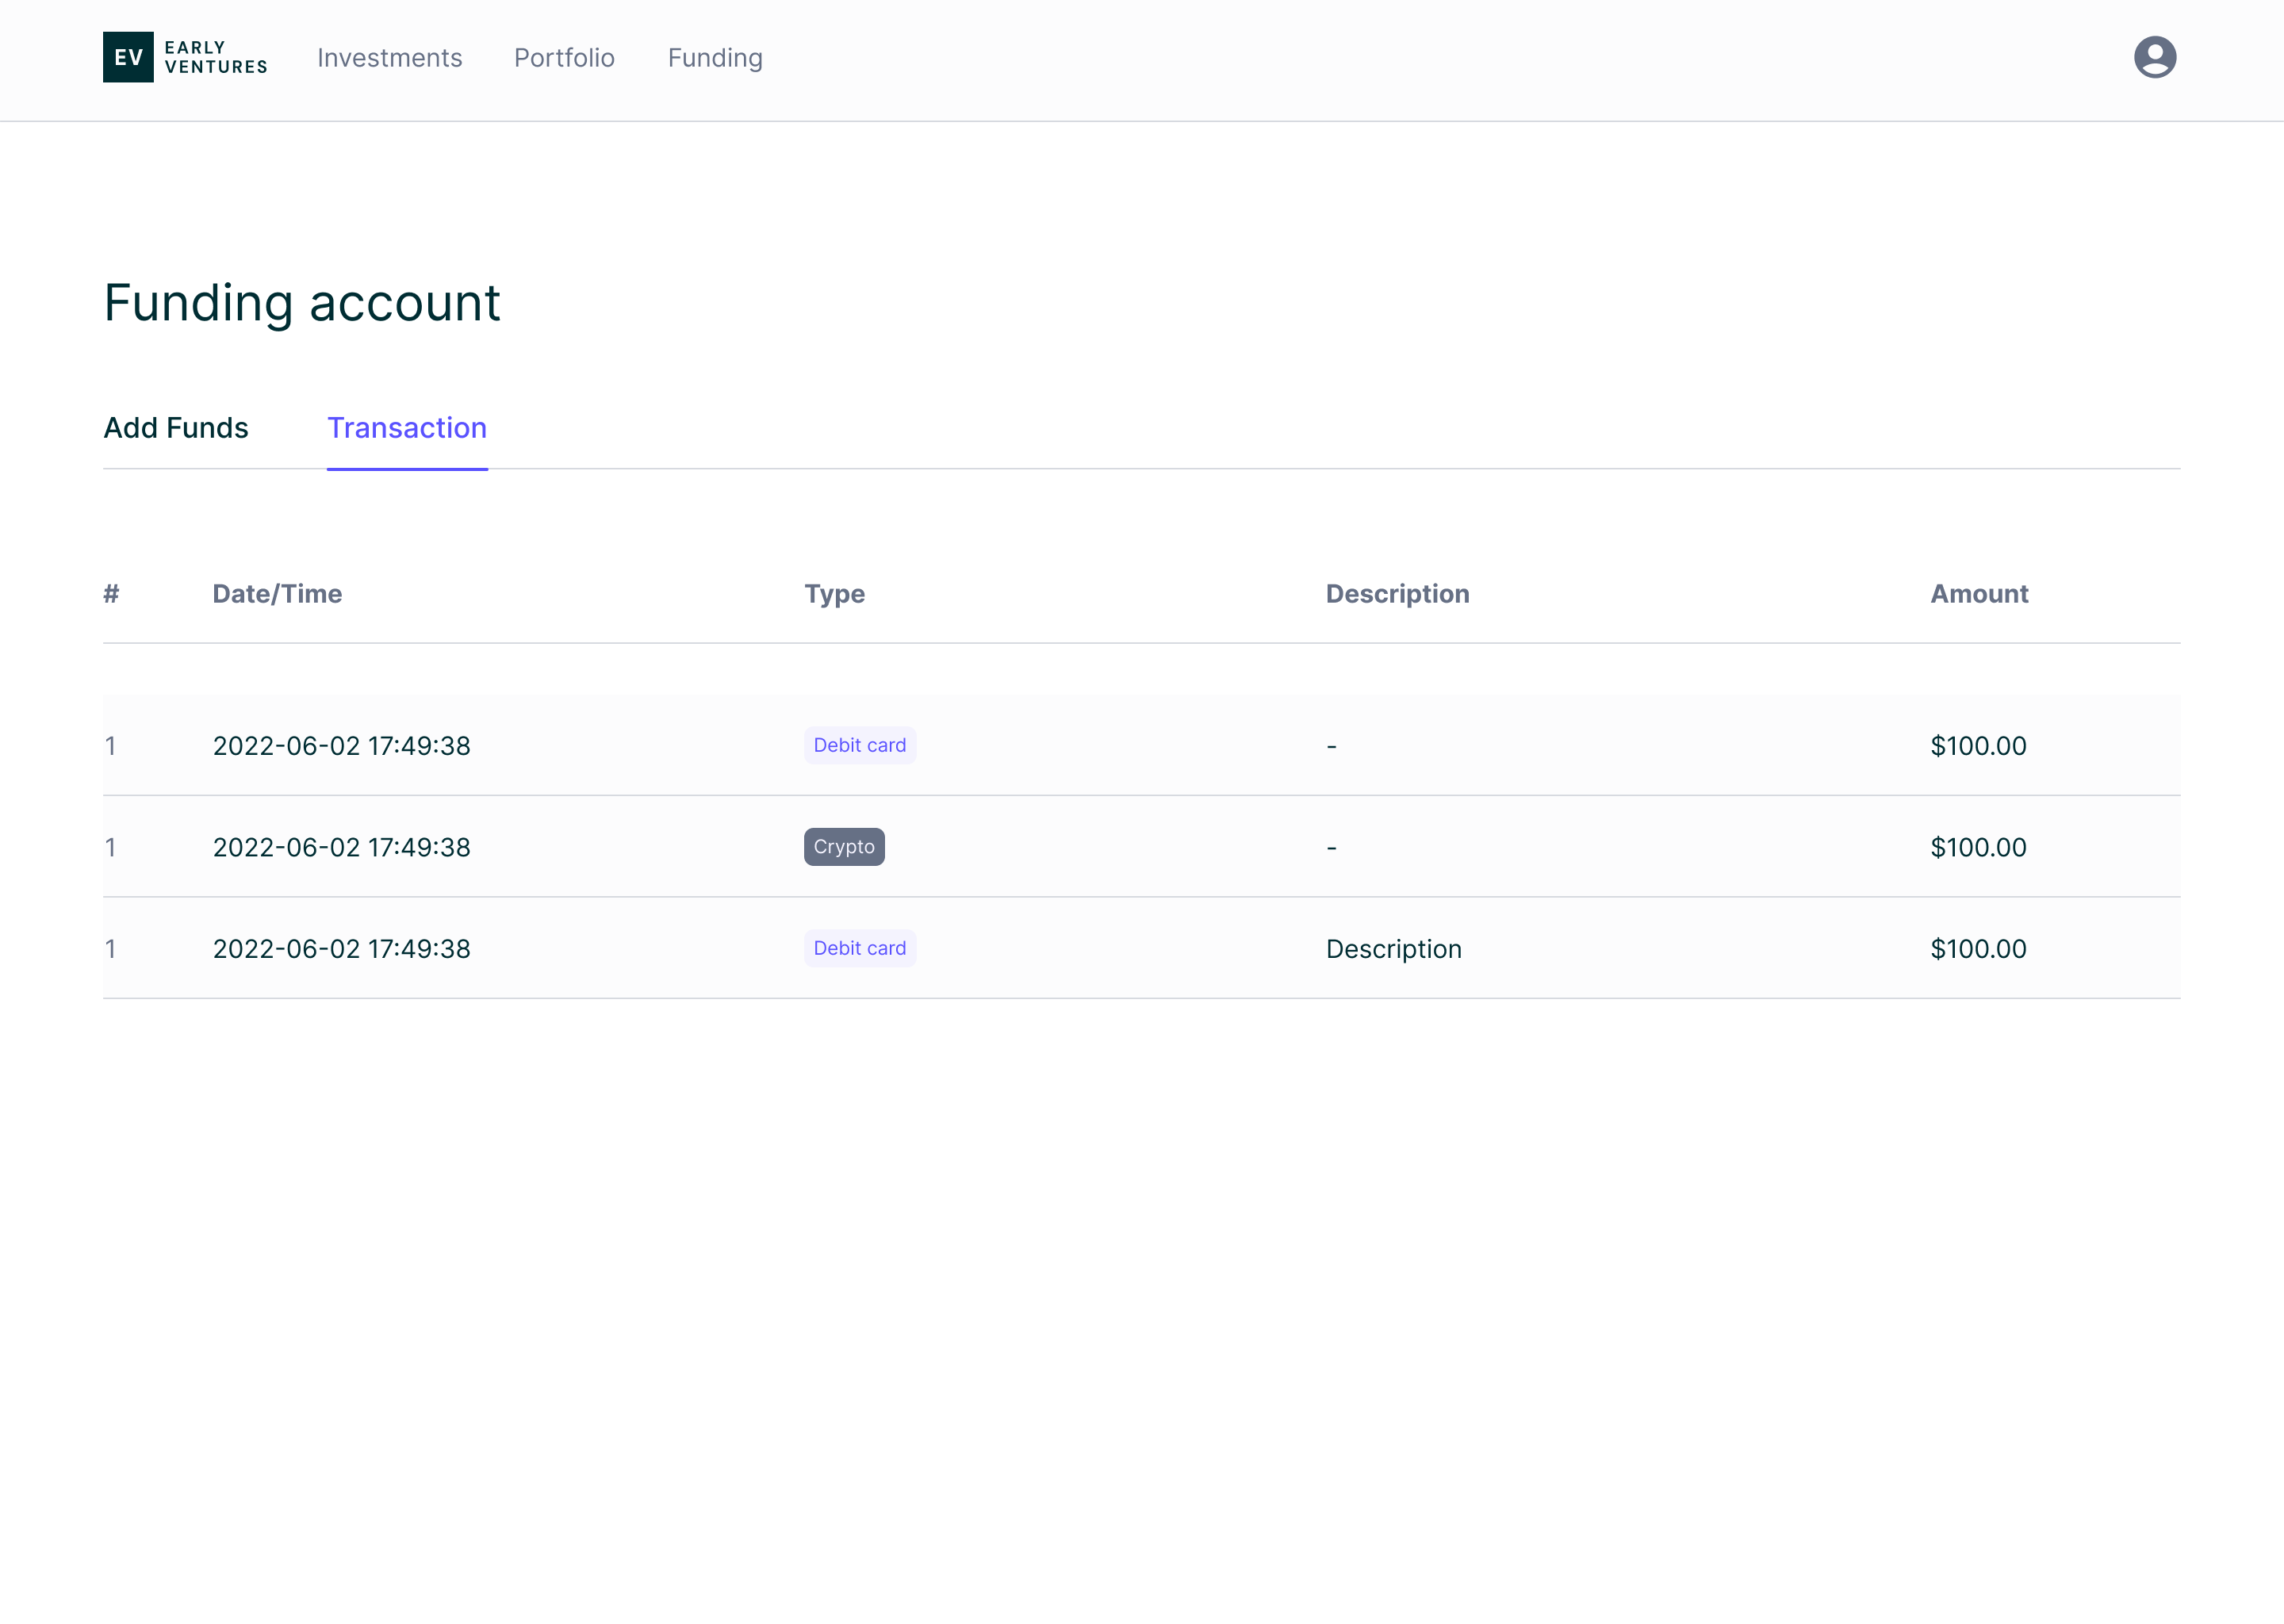 EV EARLY VENTURES Investments Portfolio Funding
Funding account
Add Funds Transaction
# Date/Time Type Description Amount
1 2022-06-02 17:49:38 Debit card - $100.00
1 2022-06-02 17:49:38 Crypto - $100.00
1 2022-06-02 17:49:38 Debit card Description $100.00